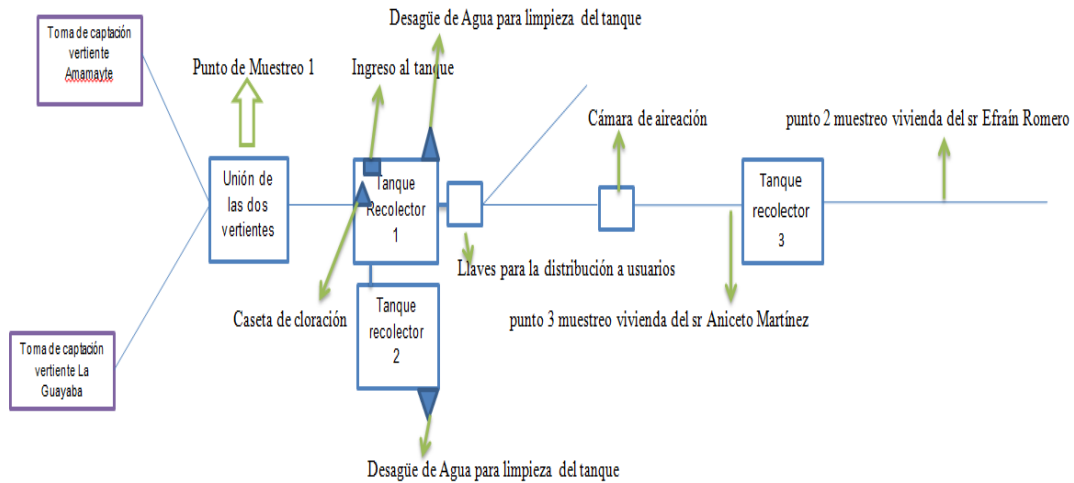 Desagüe de Agua para limpieza del tanque
Toma de captación
vertiente
Amamayte
Punto de Muestreo 1
Ingreso al tanque
Cámara de aireación
punto 2 muestreo vivienda del sr Efraín Romero
Unión de
las dos
vertientes
Tanque
Recolector
1
Tanque
recolector
3
Llaves para la distribución a usuarios
Caseta de cloración
Tanque
recolector
2
punto 3 muestreo vivienda del sr Aniceto Martínez
Toma de captación
vertiente La
Guayaba
Desagüe de Agua para limpieza del tanque